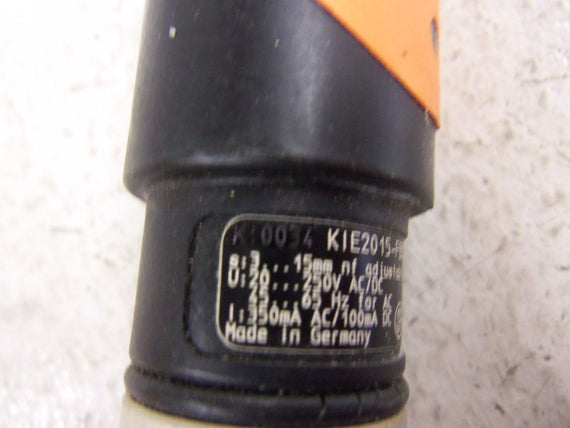 KI0034 KIE2015-F
s: 3...15mm nf adjusta
U: 20...250V AC/DC
45...65 Hz for AC
I: 350mA AC/100mA DC
Made in Germany